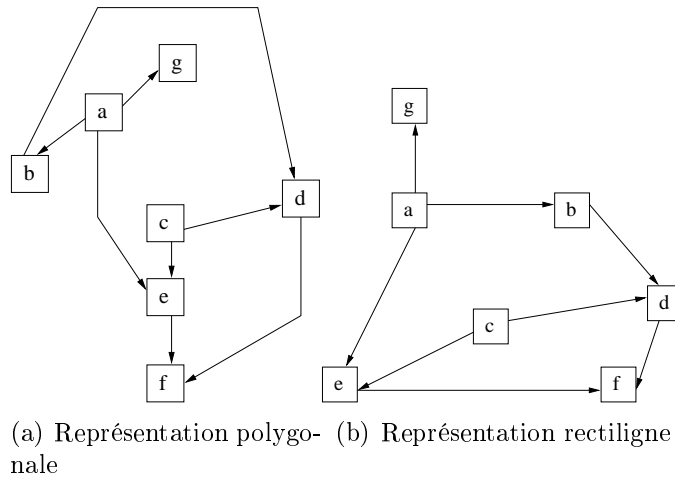 g
a
b
d
c
e
f
g
a
b
d
c
e
f
(a) Représentation polygo-
nale
(b) Représentation rectiligne